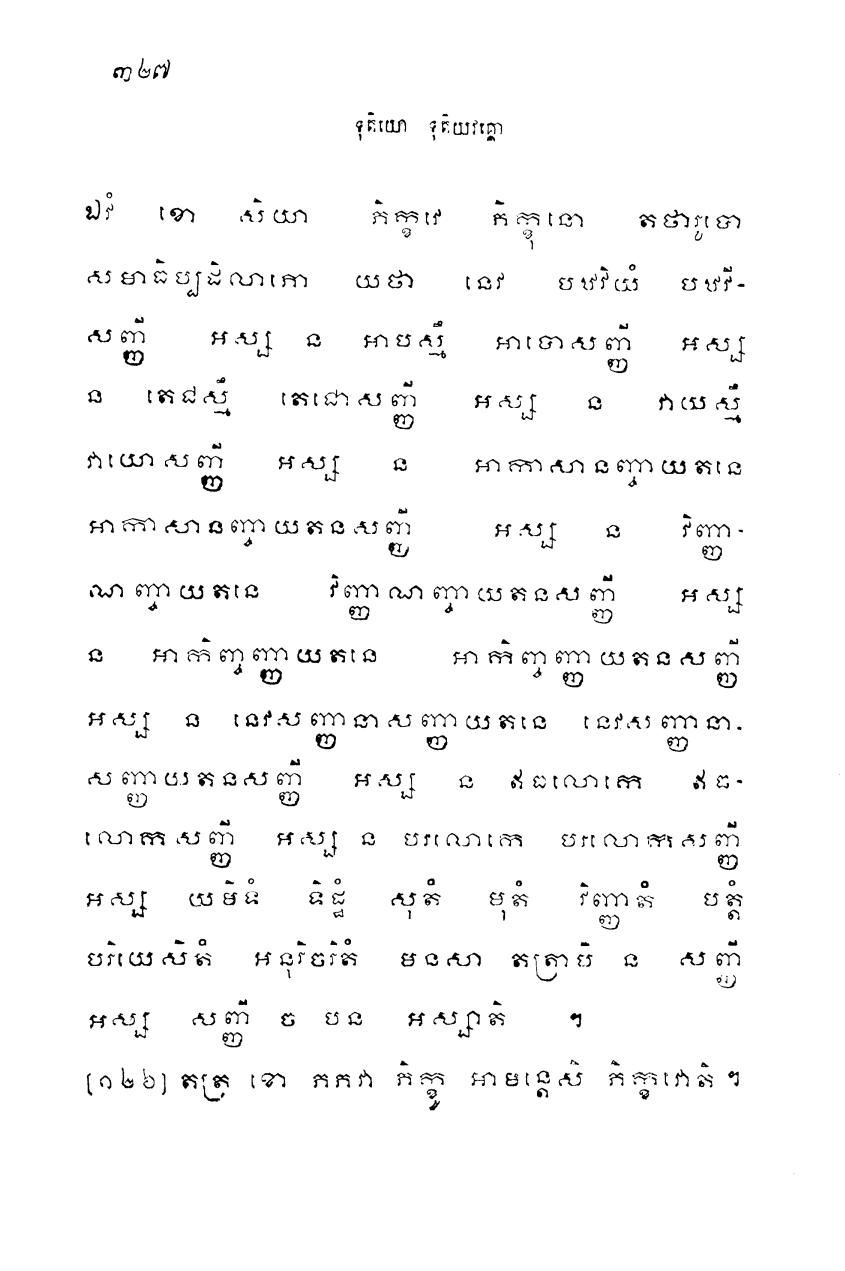 ៣២៧
ទុតិយោ ទុតិយវគ្គោ
ឯវំ ខោ សិយា ភិក្ខវេ ភិក្ខុនោ តថារូបោ
សមាធិប្បដិលាភោ យថា នេវ បឋវិយំ បឋវី-
សញ្ញី អស្ស ន អាបស្មឹ អាបោសញ្ញី អស្ស
ន តេជស្មឹ តេជោសញ្ញី អស្ស ន វាយស្មឹ
វាយោសញ្ញី អស្ស ន អាកាសានញ្ចាយតនេ
អាកាសានញ្ចាយតនសញ្ញី អស្ស ន វិញ្ញា-
ណញ្ចាយតនេ វិញ្ញាណញ្ចាយតនសញ្ញី អស្ស
ន អាកិញ្ចញ្ញាយតនេ អាកិញ្ចញ្ញាយតនសញ្ញី
អស្ស ន នេវសញ្ញានាសញ្ញាយតនេ នេវសញ្ញានា-
សញ្ញាយតនសញ្ញី អស្ស ន ឥធលោកេ ឥធ-
លោកសញ្ញី អស្ស ន បរលោកេ បរលោកសញ្ញី
អស្ស យមិទំ ទិដ្ឋំ សុតំ មុតំ វិញ្ញាតំ បត្តំ
បរិយេសិតំ អនុវិចរិតំ មនសា តត្រាបិ ន សញ្ញី
អស្ស សញ្ញី ច បន អស្សាតិ ។
[១២៦] តត្រ ខោ ភគវា ភិក្ខូ អាមន្តេសិ ភិក្ខវោតិ ។